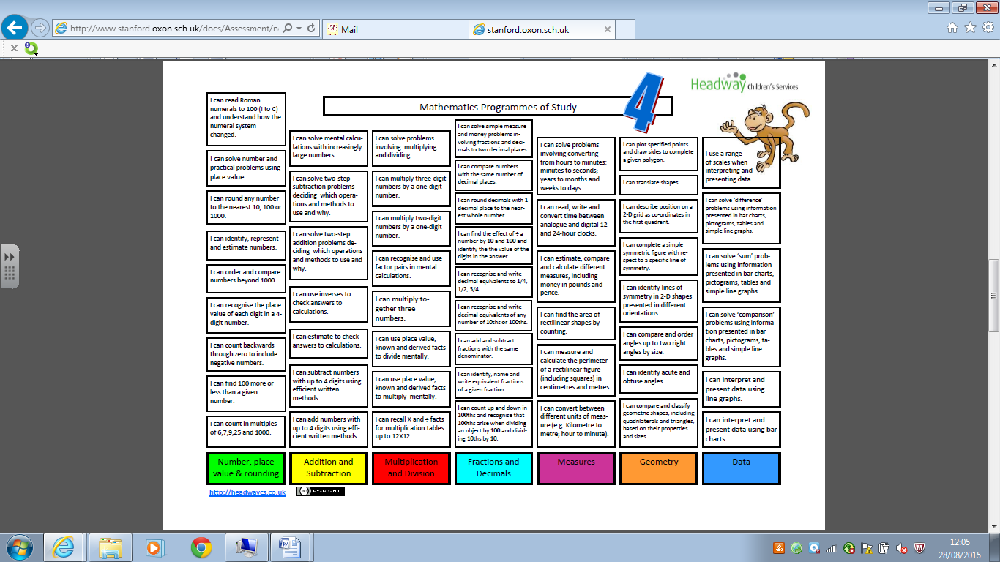 http://www.stanford.oxon.sch.uk/docs/Assessment/n
Mail
stanford.oxon.sch.uk
Headway Children's Services
4
Mathematics Programmes of Study
I can read Roman
numerals to 100 (I to C)
and understand how the
numeral system
changed.
I can solve number and
practical problems using
place value.
I can round any number
to the nearest 10, 100 or
1000.
I can identify, represent
and estimate numbers.
I can order and compare
numbers beyond 1000.
I can recognise the place
value of each digit in a 4-
digit number.
I can count backwards
through zero to include
negative numbers.
I can find 100 more or
less than a given
number.
I can count in multiples
of 6,7,9,25 and 1000.
Number, place
value & rounding
I can solve mental calcu-
lations with increasingly
large numbers.
I can solve two-step
subtraction problems
deciding which opera-
tions and methods to
use and why.
I can solve two-step
addition problems de-
ciding which operations
and methods to use and
why.
I can use inverses to
check answers to
calculations.
I can estimate to check
answers to calculations.
I can subtract numbers
with up to 4 digits using
efficient written
methods.
I can add numbers with
up to 4 digits using effi-
cient written methods.
Addition and
Subtraction
I can solve problems
involving multiplying
and dividing.
I can multiply three-digit
numbers by a one-digit
number.
I can multiply two-digit
numbers by a one-digit
number.
I can recognise and use
factor pairs in mental
calculations.
I can multiply to-
gether three
numbers.
I can use place value,
known and derived facts
to divide mentally.
I can use place value,
known and derived facts
to multiply mentally.
I can recall X and ÷ facts
for multiplication tables
up to 12X12.
Multiplication
and Division
I can solve simple measure
and money problems in-
volving fractions and deci-
mals to two decimal places.
I can compare numbers
with the same number of
decimal places.
I can round decimals with 1
decimal place to the near-
est whole number.
I can find the effect of ÷ a
number by 10 and 100 and
identify the the value of the
digits in the answer.
I can recognise and write
decimal equivalents to 1/4,
1/2, 3/4.
I can recognise and write
decimal equivalents of any
number of 10ths or 100ths.
I can add and subtract
fractions with the same
denominator.
I can identify, name and
write equivalent fractions
of a given fraction.
I can count up and down in
100ths and recognise that
100ths arise when dividing
an object by 100 and divid-
ing 10ths by 10.
Fractions and
Decimals
I can solve problems
involving converting
from hours to minutes:
minutes to seconds;
years to months and
weeks to days.
I can read, write and
convert time between
analogue and digital 12
and 24-hour clocks.
I can estimate, compare
and calculate different
measures, including
money in pounds and
pence.
I can find the area of
rectilinear shapes by
counting.
I can measure and
calculate the perimeter
of a rectilinear figure
(including squares) in
centimetres and metres.
I can convert between
different units of meas-
ure (e.g. Kilometre to
metre; hour to minute).
Measures
I can plot specified points
and draw sides to complete
a given polygon.
I can translate shapes.
I can describe position on a
2-D grid as co-ordinates in
the first quadrant.
I can complete a simple
symmetric figure with re-
spect to a specific line of
symmetry.
I can identify lines of
symmetry in 2-D shapes
presented in different
orientations.
I can compare and order
angles up to two right
angles by size.
I can identify acute and
obtuse angles.
I can compare and classify
geometric shapes, including
quadrilaterals and triangles,
based on their properties
and sizes.
Geometry
I use a range
of scales when
interpreting and
presenting data.
I can solve 'difference'
problems using information
presented in bar charts,
pictograms, tables and
simple line graphs.
I can solve 'sum' prob-
lems using information
presented in bar charts,
pictograms, tables and
simple line graphs.
I can solve 'comparison'
problems using informa-
tion presented in bar
charts, pictograms, ta-
bles and simple line
graphs.
I can interpret and
present data using
line graphs.
I can interpret and
present data using bar
charts.
Data
http://headwaycs.uk
cc BY-NC-ND
12:05
28/08/2015